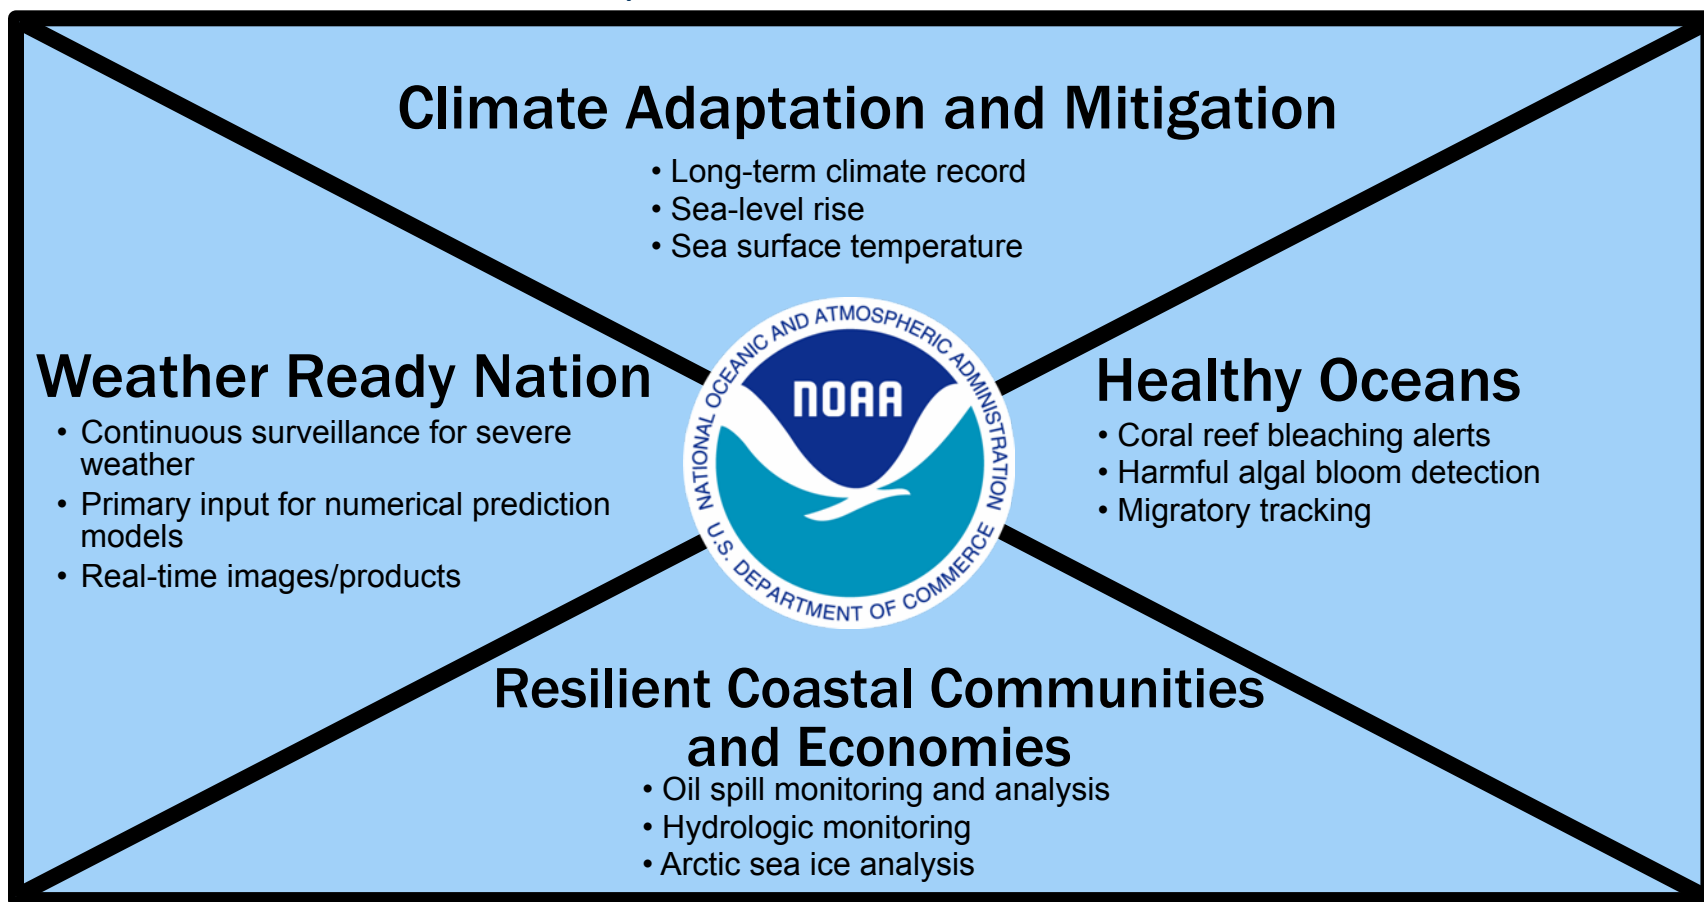 Climate Adaptation and Mitigation
• Long-term climate record
• Sea-level rise
• Sea surface temperature
Weather Ready Nation
• Continuous surveillance for severe
weather
• Primary input for numerical prediction
models
• Real-time images/products
NATIONAL OCEANIC AND ATMOSPHERIC ADMINISTRATION
NOAA
U.S. DEPARTMENT OF COMMERCE
Healthy Oceans
• Coral reef bleaching alerts
• Harmful algal bloom detection
• Migratory tracking
Resilient Coastal Communities
and Economies
• Oil spill monitoring and analysis
• Hydrologic monitoring
• Arctic sea ice analysis